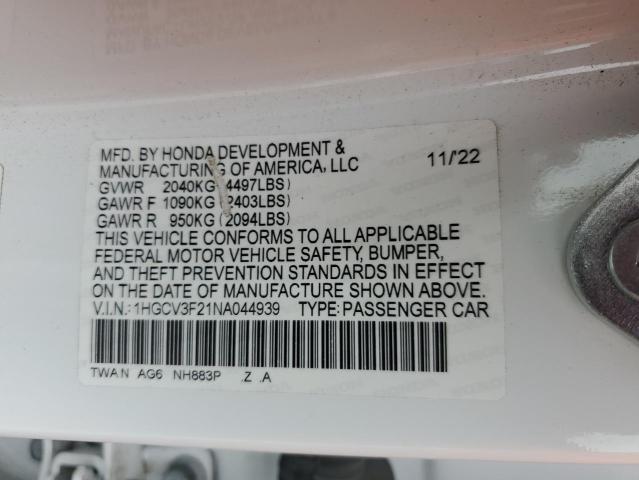 MFD. BY HONDA DEVELOPMENT &
MANUFACTURING OF AMERICA, LLC 11/'22
GVWR 2040KG (4497LBS)
GAWR F 1090KG (2403LBS)
GAWR R 950KG (2094LBS)
THIS VEHICLE CONFORMS TO ALL APPLICABLE
FEDERAL MOTOR VEHICLE SAFETY, BUMPER,
AND THEFT PREVENTION STANDARDS IN EFFECT
ON THE DATE OF MANUFACTURE SHOWN ABOVE.
V.I.N.: 1HGCV3F21NA044939 TYPE: PASSENGER CAR
TWA N AG6 NH883P .Z .A